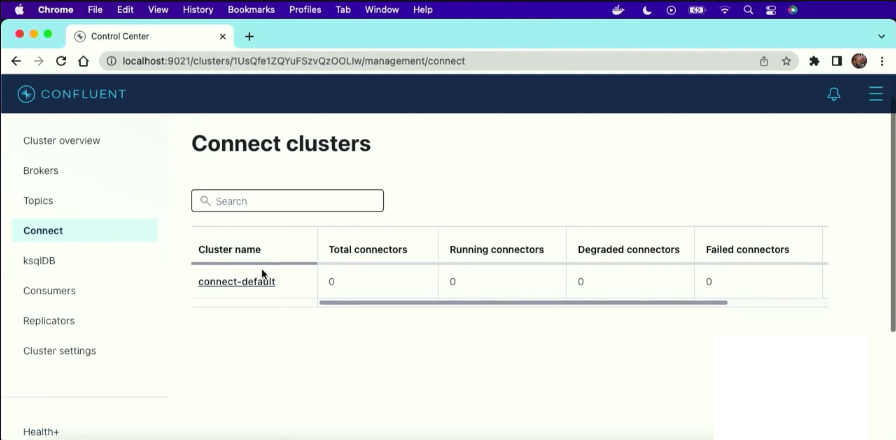 Chrome File Edit View History Bookmarks Profiles Tab Window Help
Control Center
localhost:9021/clusters/1UsQfe1ZQYuFSzvQzOOLlw/management/connect
CONFLUENT
Cluster overview
Brokers
Topics
Connect
ksqlDB
Consumers
Replicators
Cluster settings
Health+
Connect clusters
Search
Cluster name Total connectors Running connectors Degraded connectors Failed connectors
connect-default 0 0 0 0